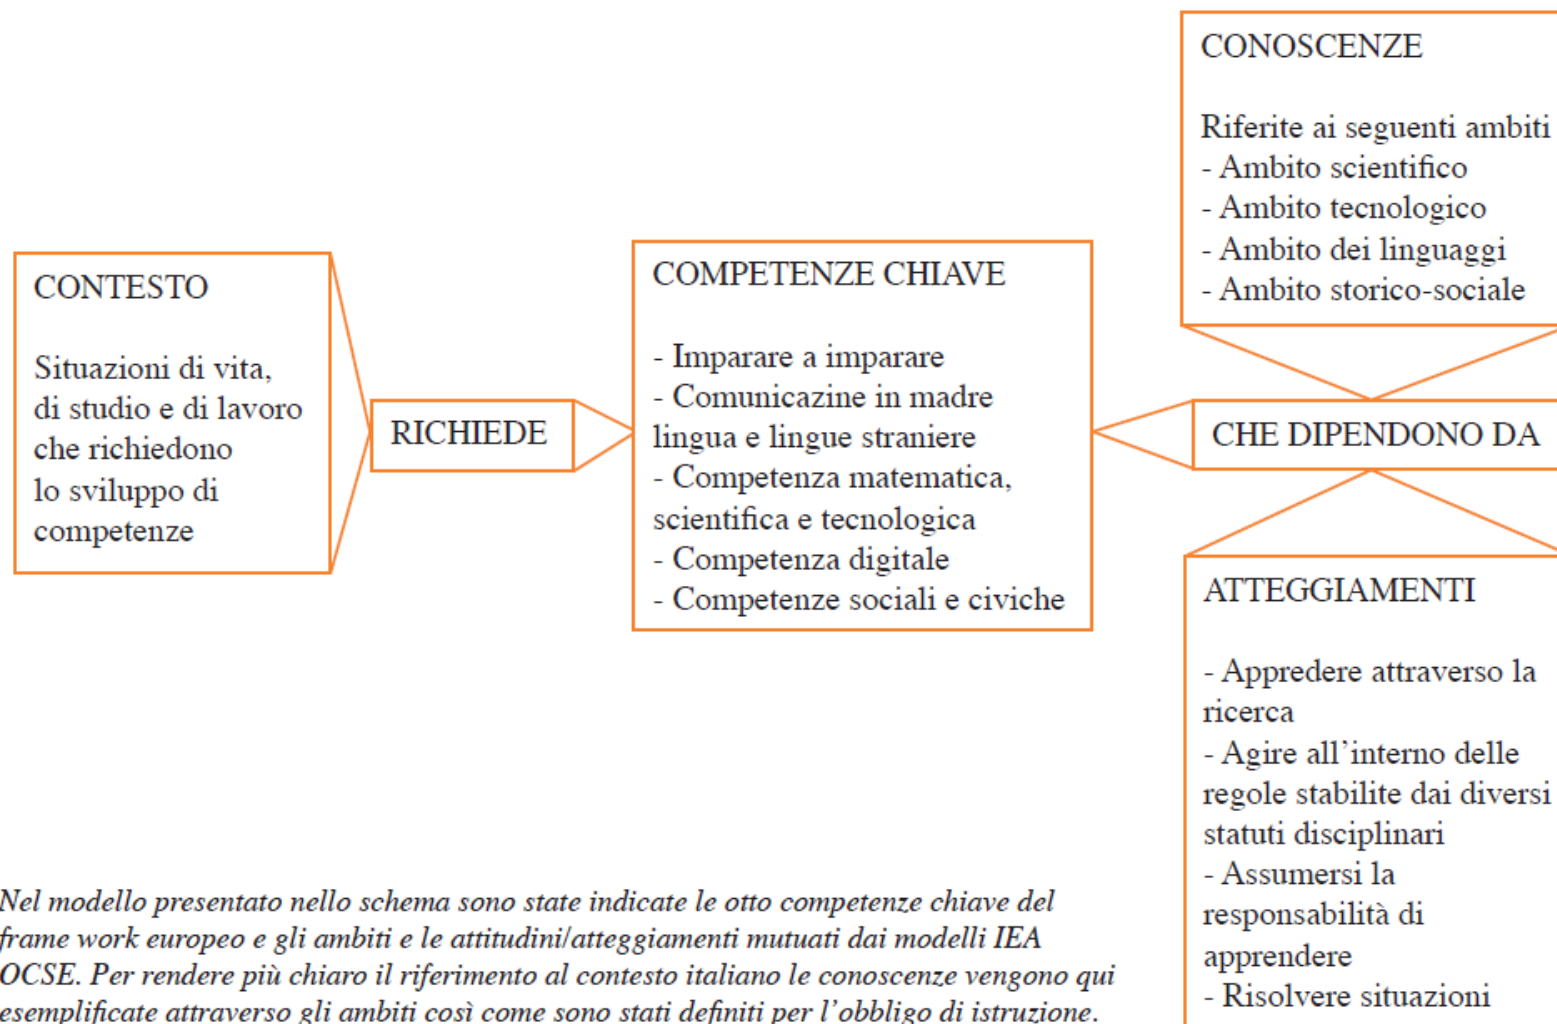 CONTESTO
Situazioni di vita,
di studio e di lavoro
che richiedono
lo sviluppo di
competenze
RICHIEDE
COMPETENZE CHIAVE
- Imparare a imparare
- Comunicazine in madre
lingua e lingue straniere
- Competenza matematica,
scientifica e tecnologica
- Competenza digitale
- Competenze sociali e civiche
CONOSCENZE
Riferite ai seguenti ambiti
- Ambito scientifico
- Ambito tecnologico
- Ambito dei linguaggi
- Ambito storico-sociale
CHE DIPENDONO DA
ATTEGGIAMENTI
- Appredere attraverso la
ricerca
- Agire all’interno delle
regole stabilite dai diversi
statuti disciplinari
- Assumersi la
responsabilità di
apprendere
- Risolvere situazioni
Nel modello presentato nello schema sono state indicate le otto competenze chiave del
frame work europeo e gli ambiti e le attitudini/atteggiamenti mutuati dai modelli IEA
OCSE. Per rendere più chiaro il riferimento al contesto italiano le conoscenze vengono qui
esemplificate attraverso gli ambiti così come sono stati definiti per l’obbligo di istruzione.